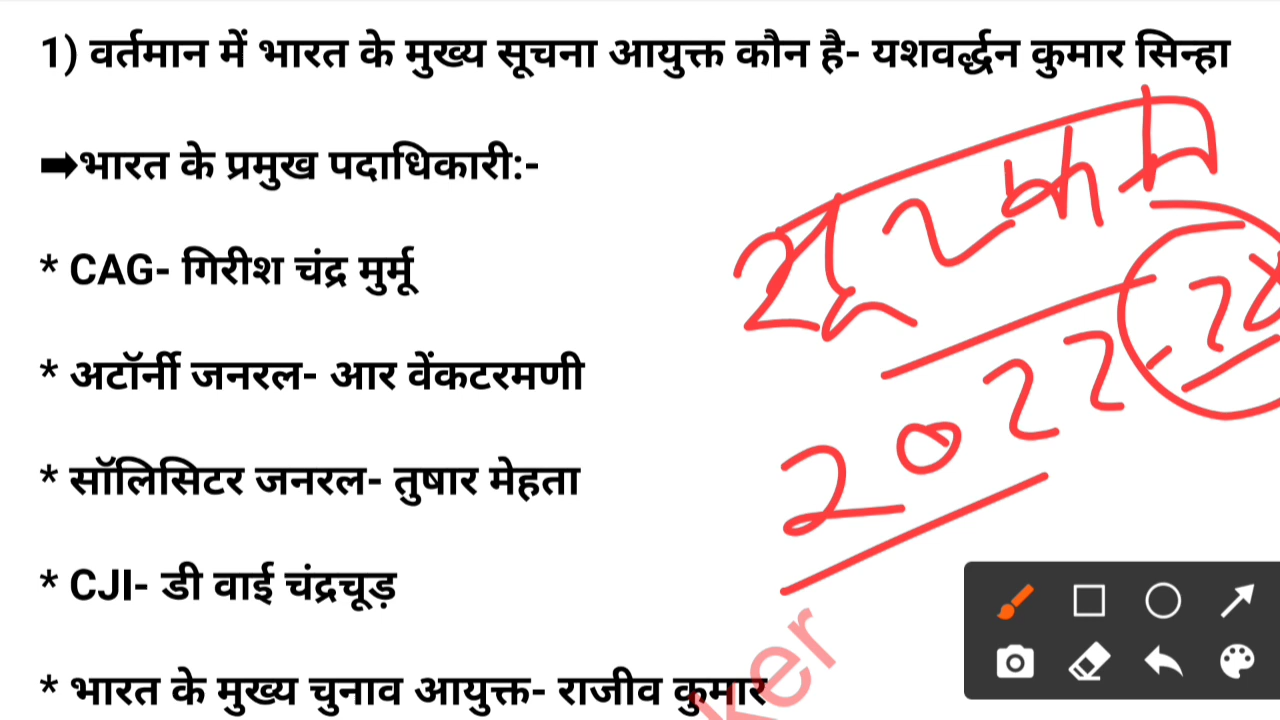 1) वर्तमान में भारत के मुख्य सूचना आयुक्त कौन है- यशवर्द्धन कुमार सिन्हा
➡भारत के प्रमुख पदाधिकारी:-
* CAG- गिरीश चंद्र मुर्मू
* अटॉर्नी जनरल- आर वेंकटरमणी
* सॉलिसिटर जनरल- तुषार मेहता
* CJI- डी वाई चंद्रचूड़
* भारत के मुख्य चुनाव आयुक्त- राजीव कुमार
2022
ker